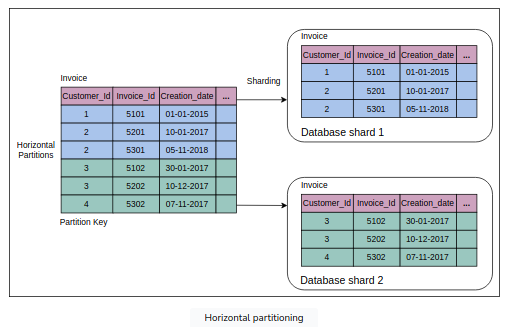 Invoice
Customer_Id Invoice_Id Creation_date ...
1 5101 01-01-2015
2 5201 10-01-2017
2 5301 05-11-2018
3 5102 30-01-2017
3 5202 10-12-2017
4 5302 07-11-2017
Horizontal
Partitions
Partition Key
Sharding
Invoice
Customer_Id Invoice_Id Creation_date ...
1 5101 01-01-2015
2 5201 10-01-2017
2 5301 05-11-2018
Database shard 1
Invoice
Customer_Id Invoice_Id Creation_date ...
3 5102 30-01-2017
3 5202 10-12-2017
4 5302 07-11-2017
Database shard 2
Horizontal partitioning